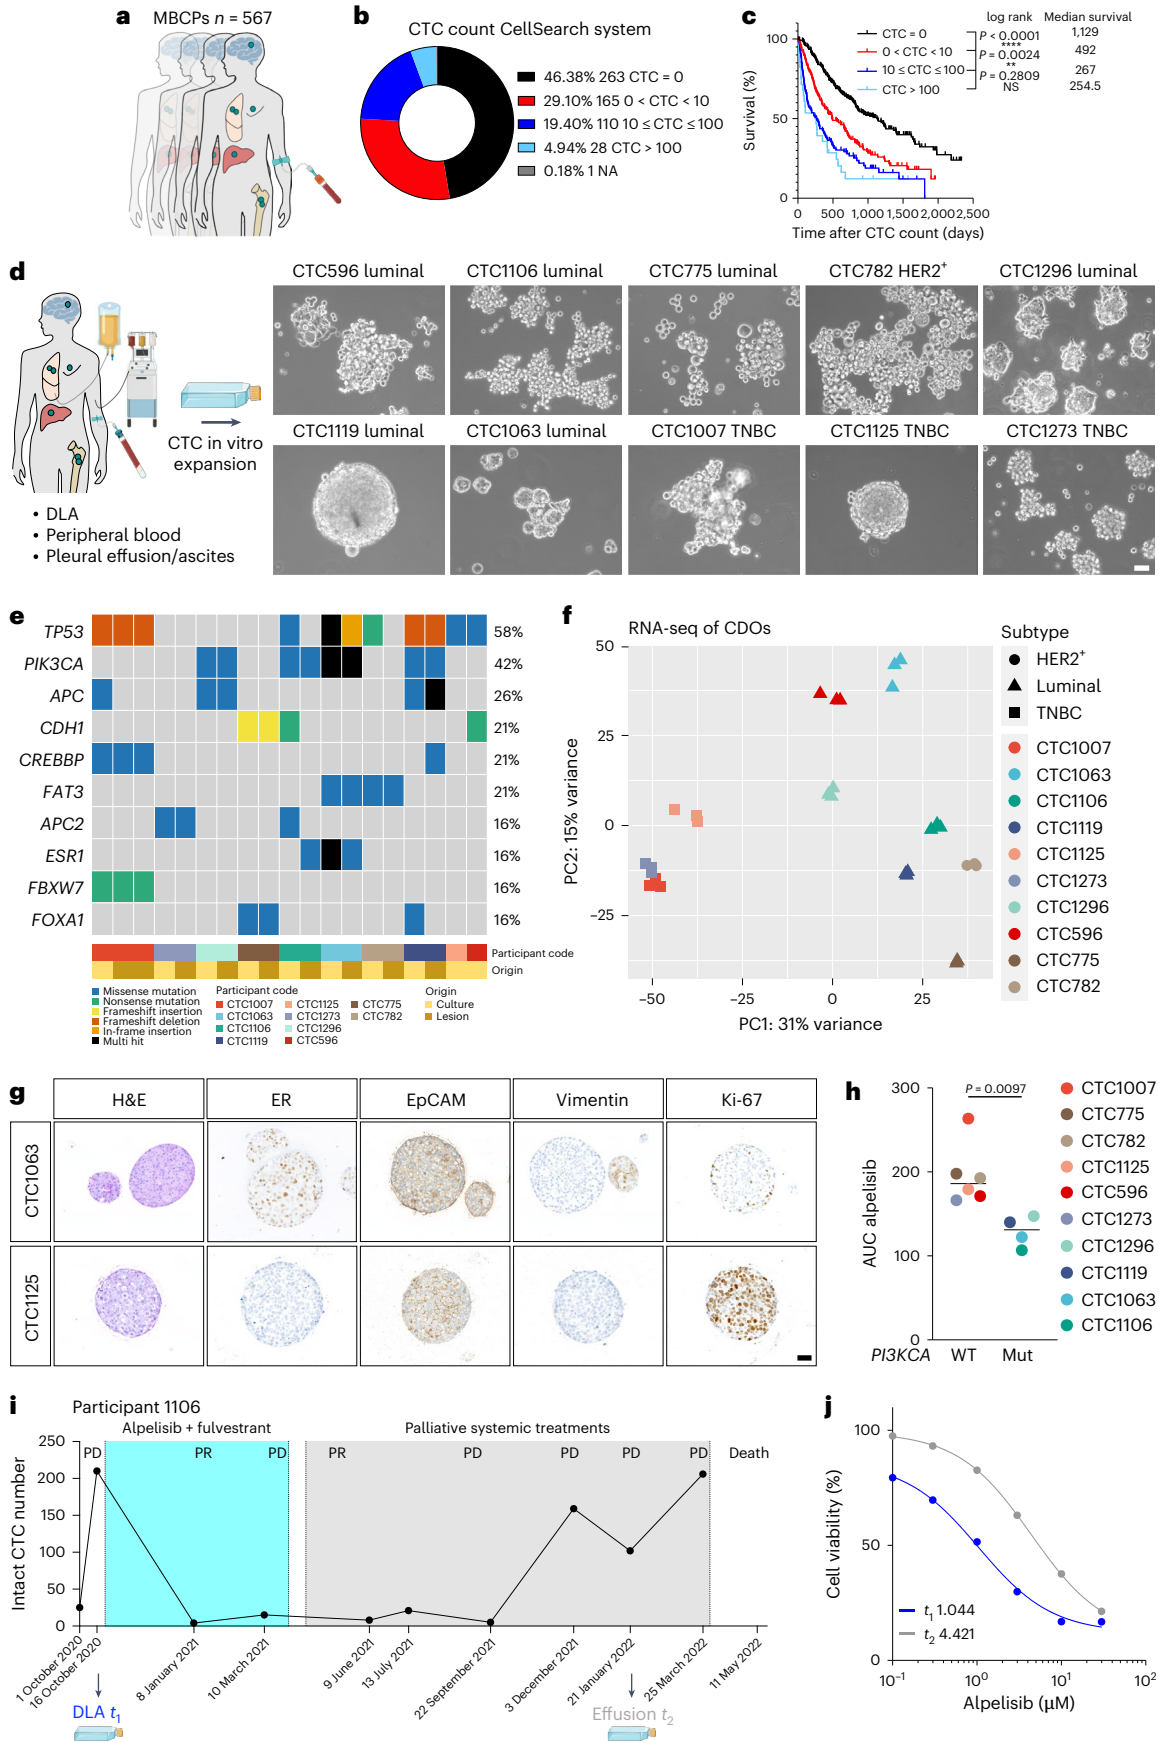 a
MBCPs n = 567
b
CTC count CellSearch system
46.38% 263 CTC = 0
29.10% 165 0 < CTC < 10
19.40% 110 10 ≤ CTC ≤ 100
4.94% 28 CTC > 100
0.18% 1 NA
c
log rank
Median survival
CTC = 0
0 < CTC < 10
10 ≤ CTC ≤ 100
CTC > 100
P < 0.0001
****
P = 0.0024
**
P = 0.2809
NS
1,129
492
267
254.5
Survival (%)
100
50
0
0 500 1,000 1,500 2,000 2,500
Time after CTC count (days)
d
CTC in vitro
expansion
• DLA
• Peripheral blood
• Pleural effusion/ascites
CTC596 luminal
CTC1106 luminal
CTC775 luminal
CTC782 HER2+
CTC1296 luminal
CTC1119 luminal
CTC1063 luminal
CTC1007 TNBC
CTC1125 TNBC
CTC1273 TNBC
e
TP53 58%
PIK3CA 42%
APC 26%
CDH1 21%
CREBBP 21%
FAT3 21%
APC2 16%
ESR1 16%
FBXW7 16%
FOXA1 16%
Participant code
Origin
Missense mutation
Nonsense mutation
Frameshift insertion
Frameshift deletion
In-frame insertion
Multi hit
Participant code
CTC1007
CTC1063
CTC1106
CTC1119
CTC1125
CTC1273
CTC1296
CTC596
CTC775
CTC782
Origin
Culture
Lesion
f
RNA-seq of CDOs
PC2: 15% variance
50
25
0
−25
−50 −25 0 25
PC1: 31% variance
Subtype
HER2+
Luminal
TNBC
CTC1007
CTC1063
CTC1106
CTC1119
CTC1125
CTC1273
CTC1296
CTC596
CTC775
CTC782
g
H&E
ER
EpCAM
Vimentin
Ki-67
CTC1063
CTC1125
h
P = 0.0097
AUC alpelisib
300
200
100
0
PI3KCA WT Mut
CTC1007
CTC775
CTC782
CTC1125
CTC596
CTC1273
CTC1296
CTC1119
CTC1063
CTC1106
i
Participant 1106
Alpelisib + fulvestrant
Palliative systemic treatments
PD PR PD PR PD PD PD PD Death
Intact CTC number
250
200
150
100
50
0
1 October 2020
16 October 2020
8 January 2021
10 March 2021
9 June 2021
13 July 2021
22 September 2021
3 December 2021
21 January 2022
25 March 2022
11 May 2022
DLA t1
Effusion t2
j
Cell viability (%)
100
50
0
t1 1.044
t2 4.421
10−1 100 101 102
Alpelisib (µM)